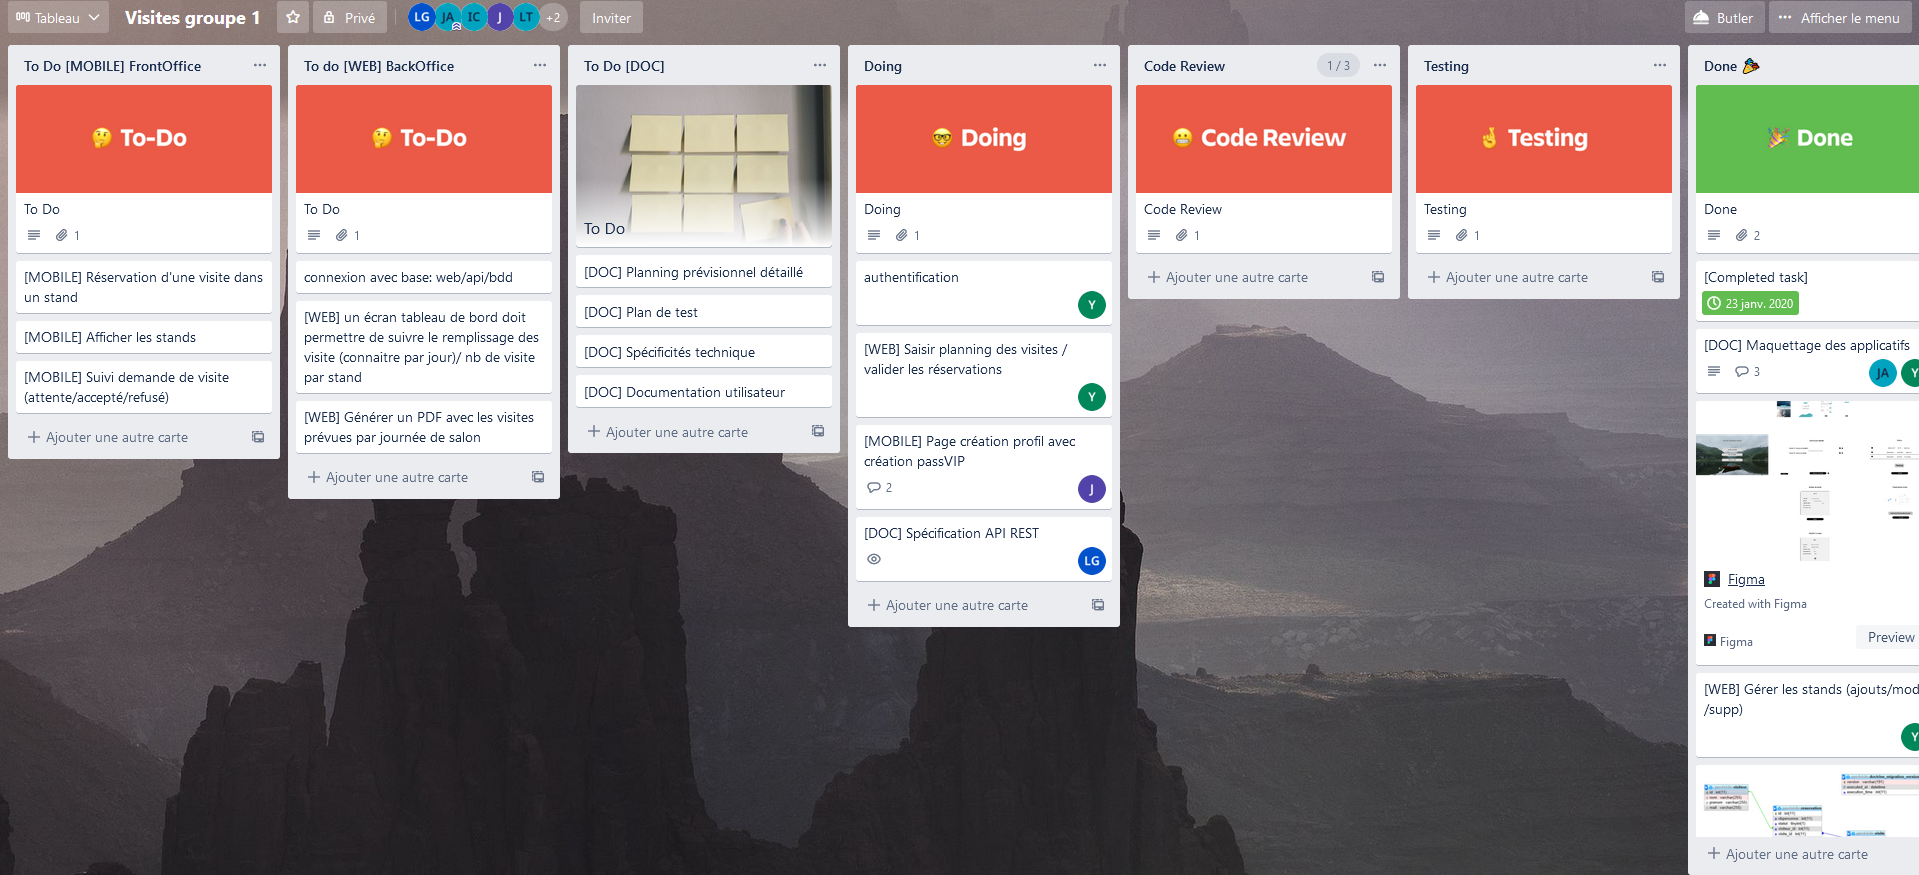 Tableau
Visites groupe 1
Privé
LG
JA
IC
J
LT
+2
Inviter
Butler
Afficher le menu
To Do [MOBILE] FrontOffice
To-Do
To Do
1
[MOBILE] Réservation d'une visite dans
un stand
[MOBILE] Afficher les stands
[MOBILE] Suivi demande de visite
(attente/accepté/refusé)
Ajouter une autre carte
To do [WEB] BackOffice
To-Do
To Do
1
connexion avec base: web/api/bdd
[WEB] un écran tableau de bord doit
permettre de suivre le remplissage des
visite (connaitre par jour)/ nb de visite
par stand
[WEB] Générer un PDF avec les visites
prévues par journée de salon
Ajouter une autre carte
To Do [DOC]
To Do
[DOC] Planning prévisionnel détaillé
[DOC] Plan de test
[DOC] Spécificités technique
[DOC] Documentation utilisateur
Ajouter une autre carte
Doing
Doing
Doing
1
authentification
Y
[WEB] Saisir planning des visites /
valider les réservations
Y
[MOBILE] Page création profil avec
création passVIP
2
J
[DOC] Spécification API REST
LG
Ajouter une autre carte
Code Review
1 / 3
Code Review
Code Review
1
Ajouter une autre carte
Testing
Testing
Testing
1
Ajouter une autre carte
Done
Done
Done
2
[Completed task]
23 janv. 2020
[DOC] Maquettage des applicatifs
3
JA
Y
Figma
Created with Figma
Figma
Preview
[WEB] Gérer les stands (ajouts/mod
/supp)
Y
Ajouter une autre carte